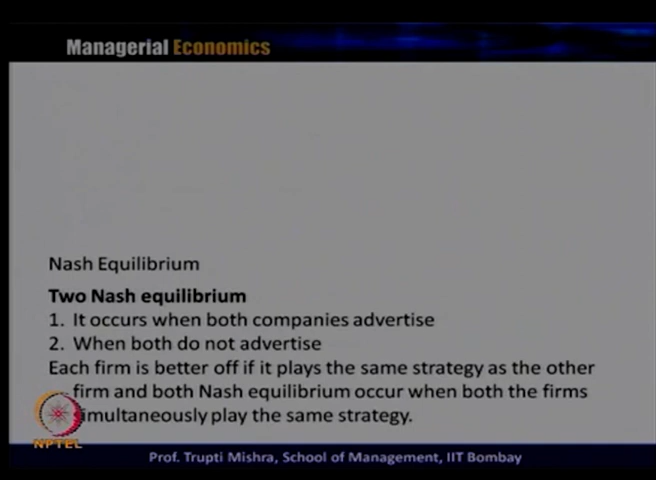 Managerial Economics
Nash Equilibrium
Two Nash equilibrium
1. It occurs when both companies advertise
2. When both do not advertise
Each firm is better off if it plays the same strategy as the other
firm and both Nash equilibrium occur when both the firms
simultaneously play the same strategy.
NPTEL
Prof. Trupti Mishra, School of Management, IIT Bombay